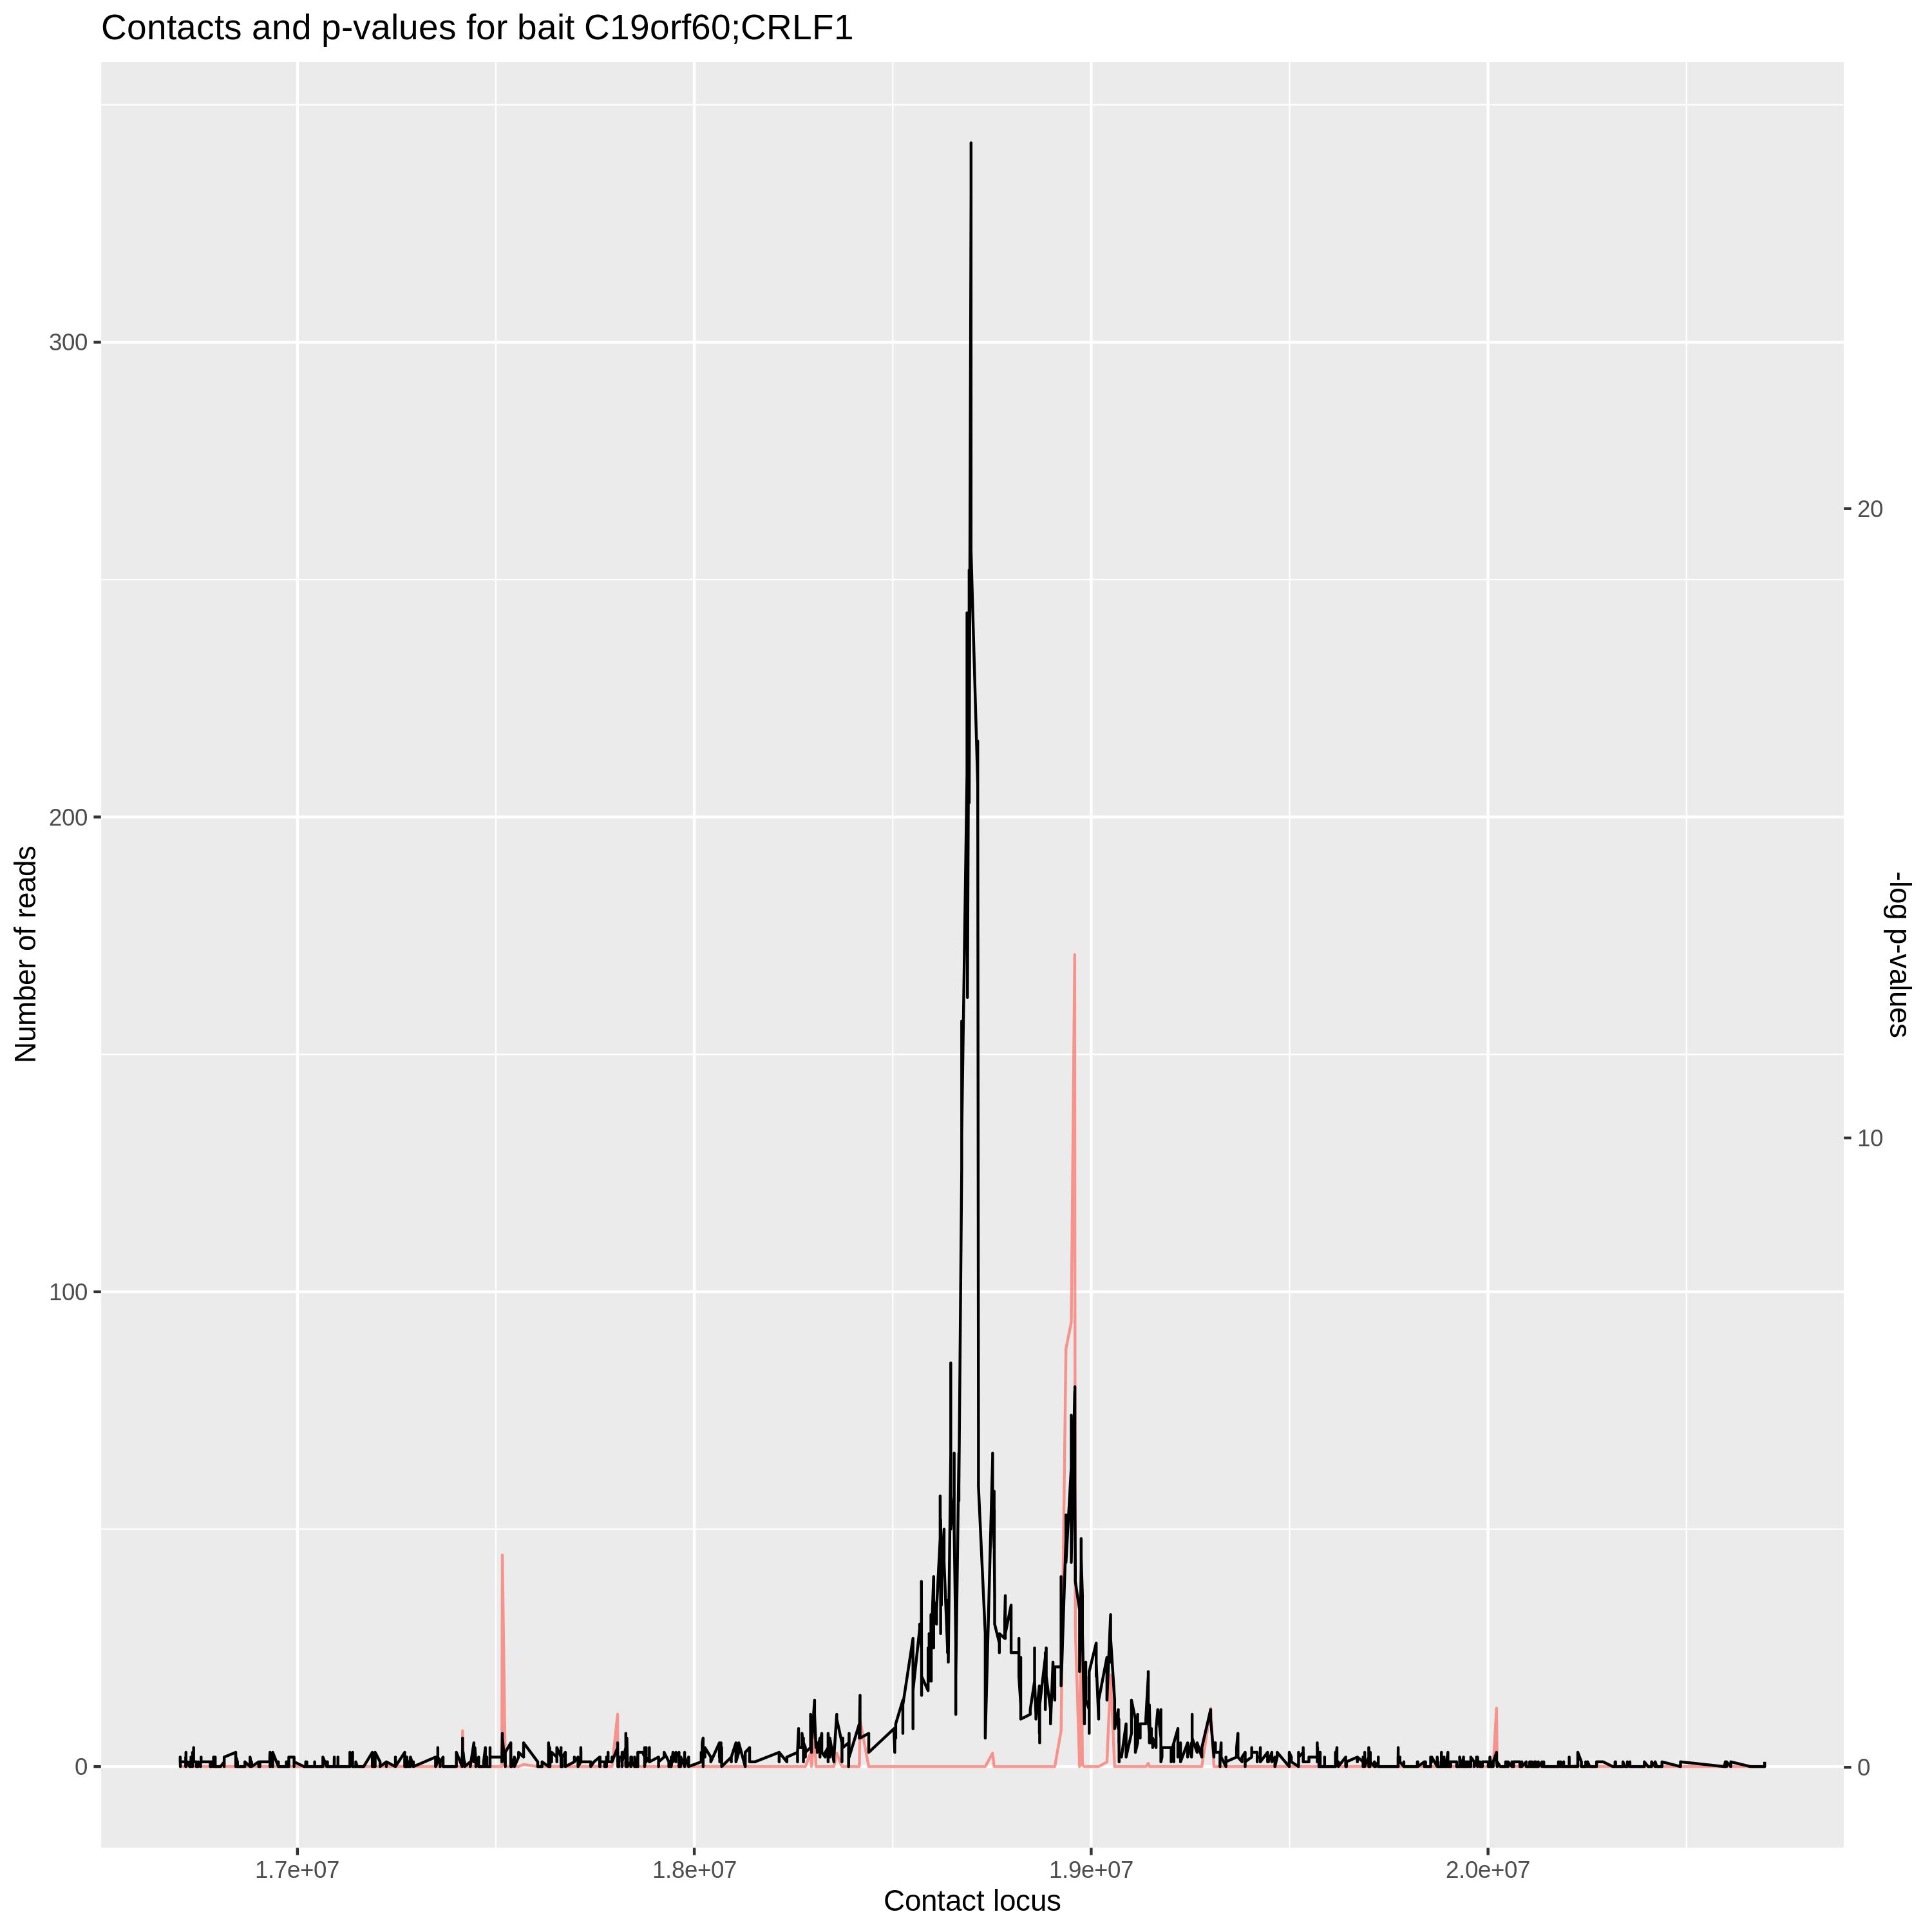 Contacts and p-values for bait C19orf60;CRLF1
300
200
100
0
Number of reads
20
10
0
-log p-values
1.7e+07
1.8e+07
1.9e+07
2.0e+07
Contact locus